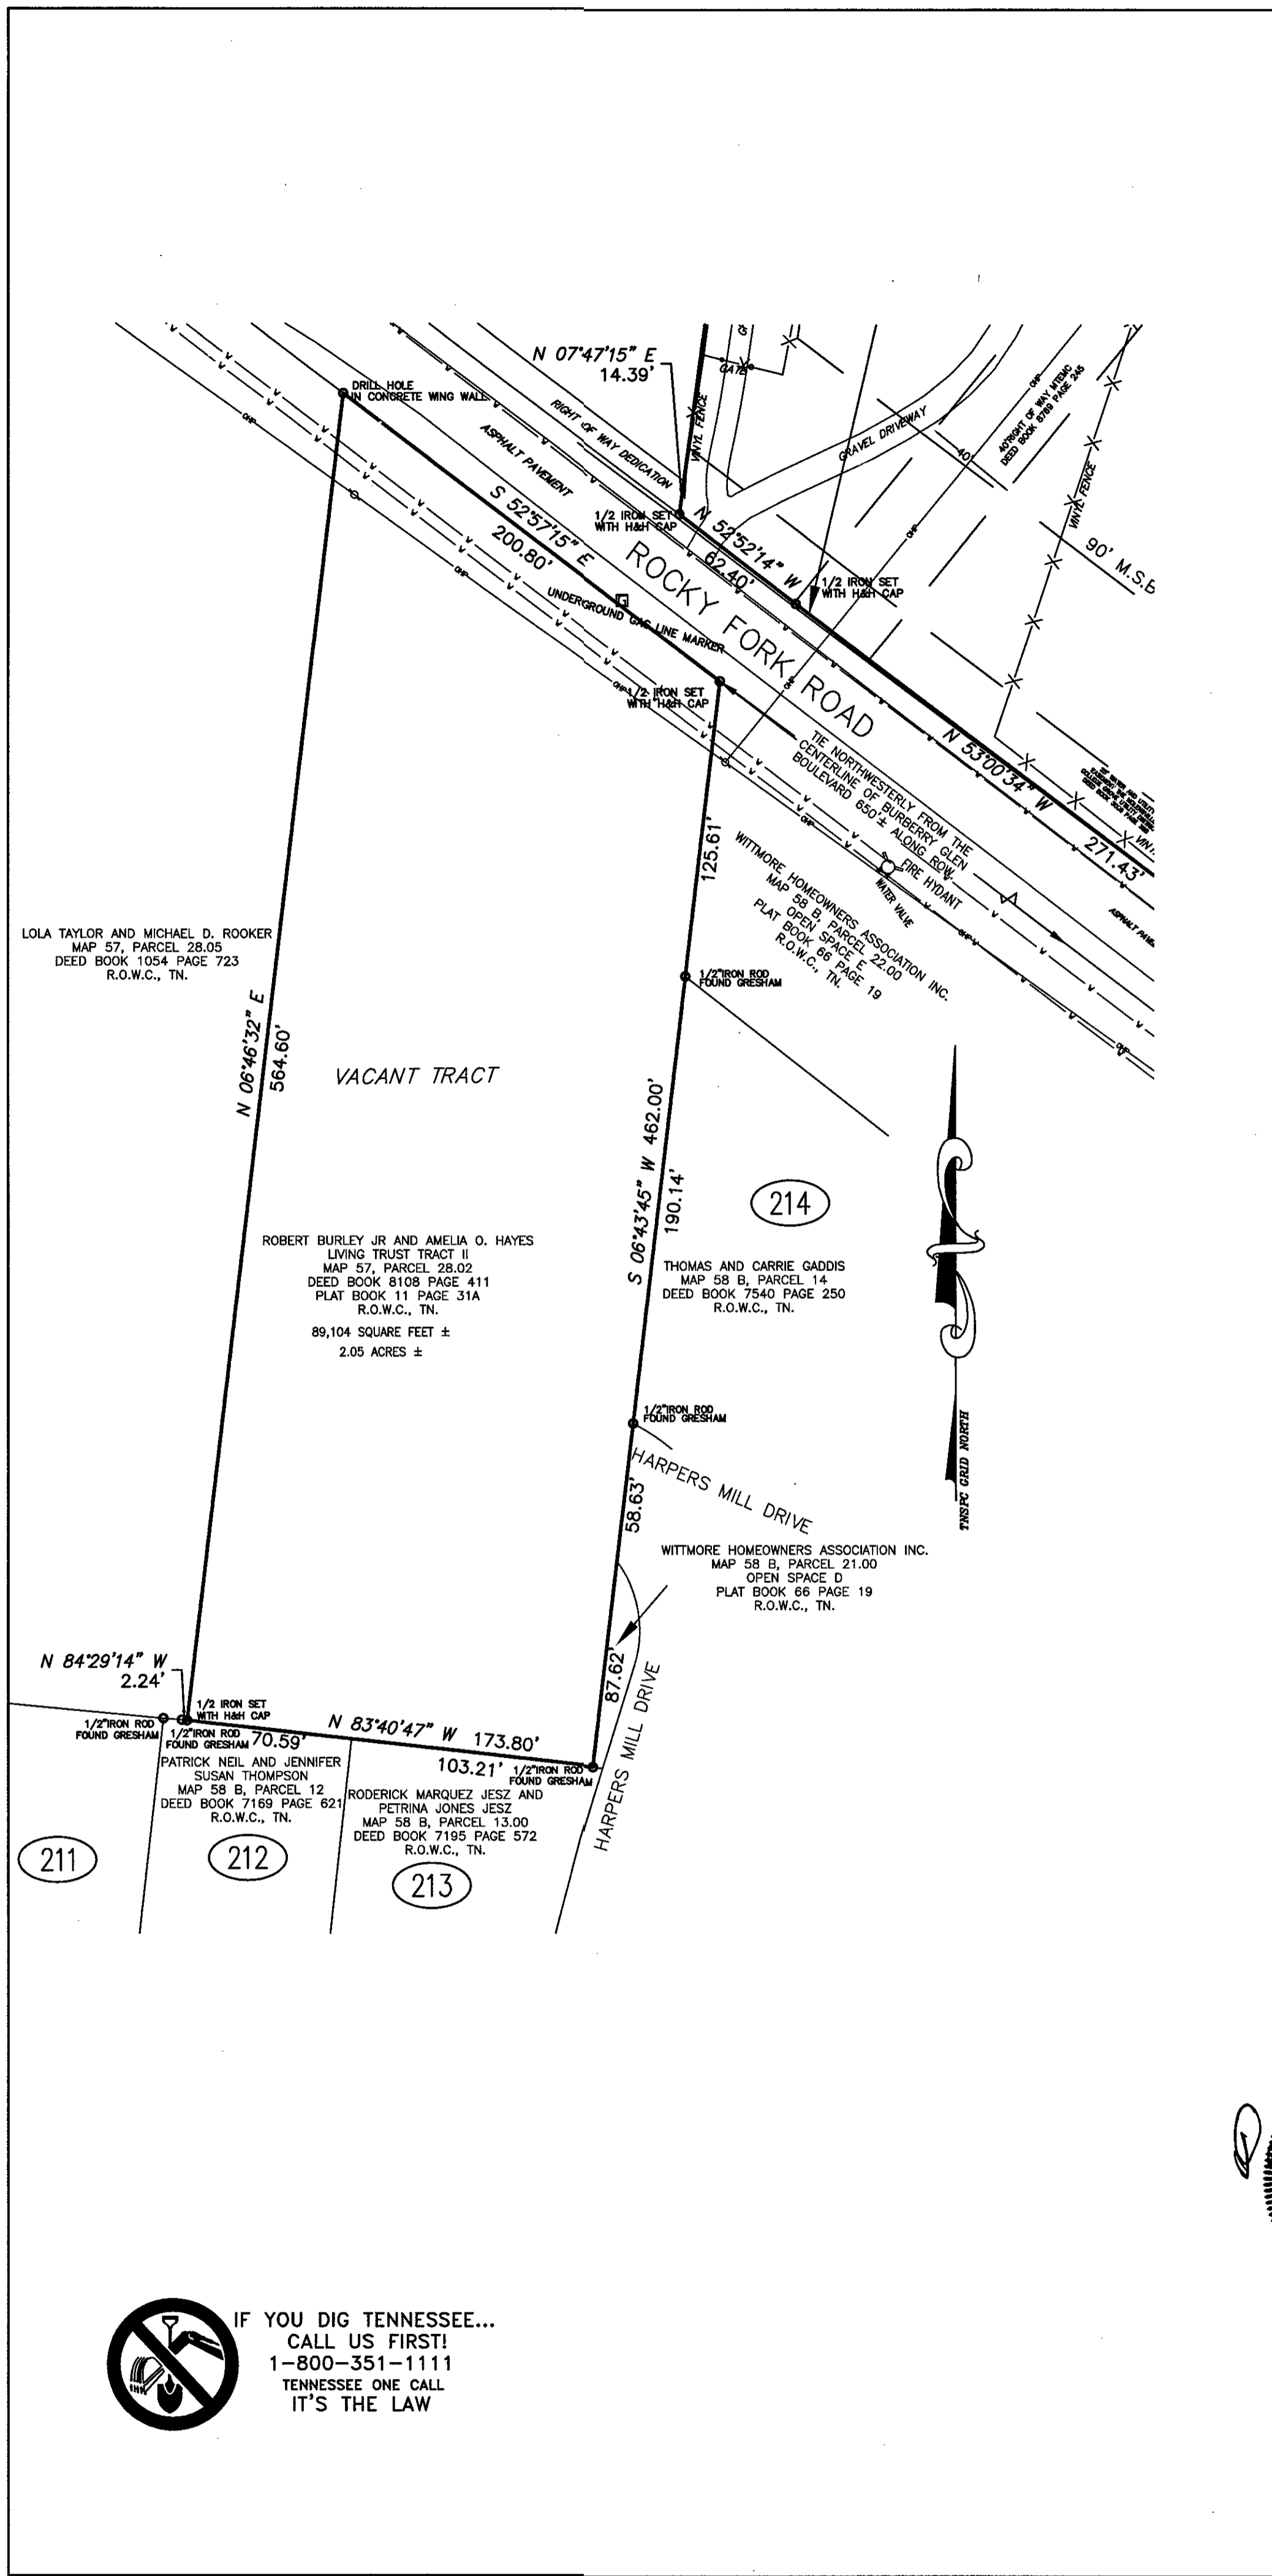 N 07°47'15" E
14.39'
DRILL HOLE
IN CONCRETE WING WALL
RIGHT OF WAY DEDICATION
ASPHALT PAVEMENT
VINYL FENCE
GATE
GRAVEL DRIVEWAY
40'
OHP
40'RIGHT OF WAY MTEMC
DEED BOOK 8769 PAGE 245
VINYL FENCE
90' M.S.B
S 52°57'15" E
200.80'
1/2 IRON SET
WITH H&H CAP
N 52°52'14" W
62.40'
1/2 IRON SET
WITH H&H CAP
ROCKY FORK ROAD
UNDERGROUND GAS LINE MARKER
G
1/2 IRON SET
WITH H&H CAP
N 53°00'34" W
271.43'
TIE NORTHWESTERLY FROM THE
CENTERLINE OF BURBERRY GLEN
BOULEVARD 650'± ALONG ROW
FIRE HYDANT
WATER VALVE
WITTMORE HOMEOWNERS ASSOCIATION INC.
MAP 58 B, PARCEL 22.00
OPEN SPACE E
PLAT BOOK 66 PAGE 19
R.O.W.C., TN.
125.61'
1/2"IRON ROD
FOUND GRESHAM
LOLA TAYLOR AND MICHAEL D. ROOKER
MAP 57, PARCEL 28.05
DEED BOOK 1054 PAGE 723
R.O.W.C., TN.
N 06°46'32" E
564.60'
VACANT TRACT
S 06°43'45" W 462.00'
190.14'
214
ROBERT BURLEY JR AND AMELIA O. HAYES
LIVING TRUST TRACT II
MAP 57, PARCEL 28.02
DEED BOOK 8108 PAGE 411
PLAT BOOK 11 PAGE 31A
R.O.W.C., TN.
89,104 SQUARE FEET ±
2.05 ACRES ±
THOMAS AND CARRIE GADDIS
MAP 58 B, PARCEL 14
DEED BOOK 7540 PAGE 250
R.O.W.C., TN.
TNSPC GRID NORTH
1/2"IRON ROD
FOUND GRESHAM
HARPERS MILL DRIVE
58.63'
WITTMORE HOMEOWNERS ASSOCIATION INC.
MAP 58 B, PARCEL 21.00
OPEN SPACE D
PLAT BOOK 66 PAGE 19
R.O.W.C., TN.
87.62'
HARPERS MILL DRIVE
N 84°29'14" W
2.24'
1/2 IRON SET
WITH H&H CAP
1/2"IRON ROD
FOUND GRESHAM
1/2"IRON ROD
FOUND GRESHAM
70.59'
N 83°40'47" W 173.80'
103.21'
1/2"IRON ROD
FOUND GRESHAM
PATRICK NEIL AND JENNIFER
SUSAN THOMPSON
MAP 58 B, PARCEL 12
DEED BOOK 7169 PAGE 621
R.O.W.C., TN.
RODERICK MARQUEZ JESZ AND
PETRINA JONES JESZ
MAP 58 B, PARCEL 13.00
DEED BOOK 7195 PAGE 572
R.O.W.C., TN.
211
212
213
IF YOU DIG TENNESSEE...
CALL US FIRST!
1-800-351-1111
TENNESSEE ONE CALL
IT'S THE LAW